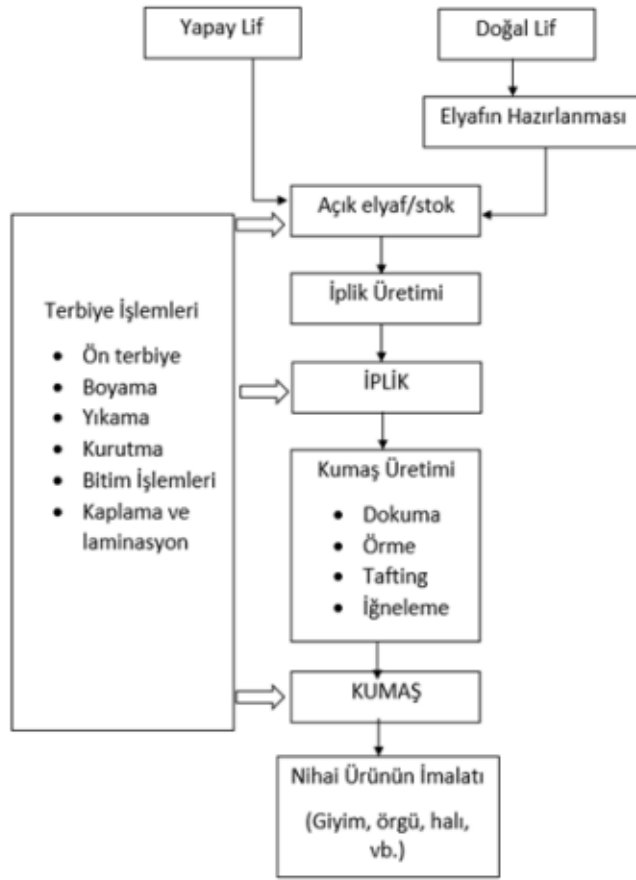 Yapay Lif
Doğal Lif
Elyafın Hazırlanması
Açık elyaf/stok
İplik Üretimi
Terbiye İşlemleri
• Ön terbiye
• Boyama
• Yıkama
• Kurutma
• Bitim İşlemleri
• Kaplama ve
laminasyon
İPLİK
Kumaş Üretimi
• Dokuma
• Örme
• Tafting
• İğneleme
KUMAŞ
Nihai Ürünün İmalatı
(Giyim, örgü, halı,
vb.)